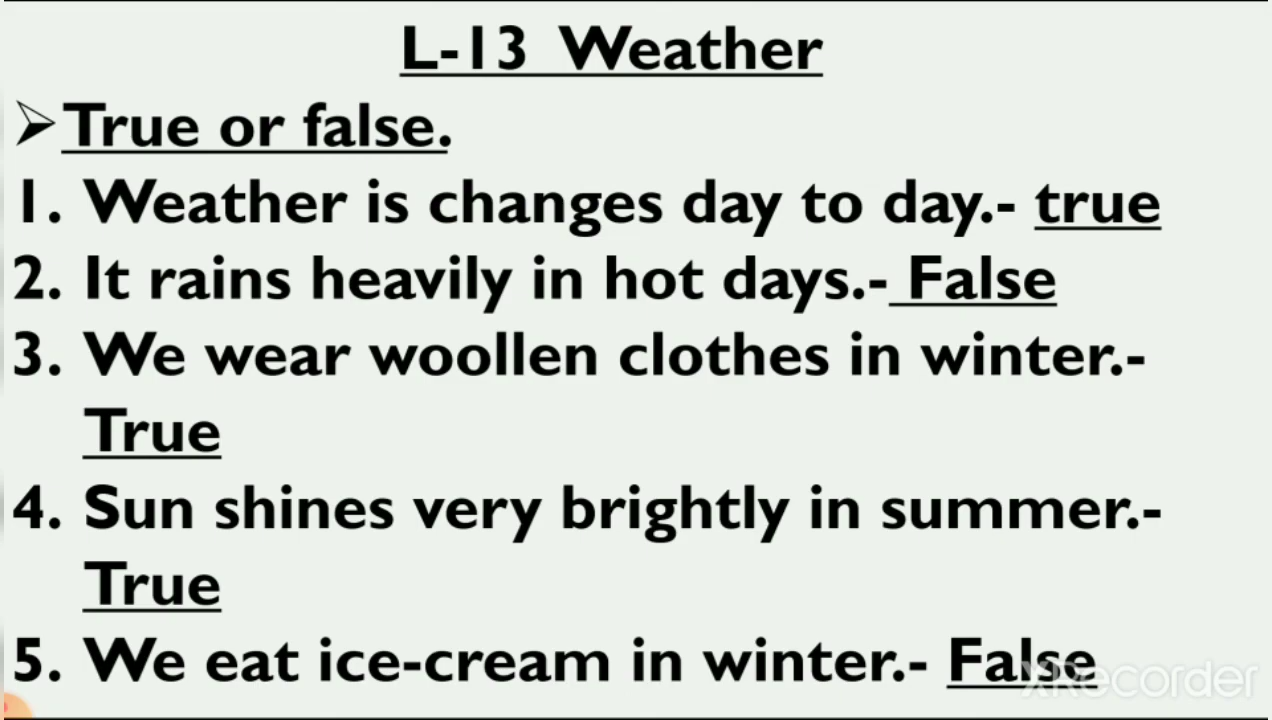 L-13 Weather
➢True or false.
1. Weather is changes day to day.- true
2. It rains heavily in hot days.- False
3. We wear woollen clothes in winter.-
True
4. Sun shines very brightly in summer.-
True
5. We eat ice-cream in winter.- False
XRecorder